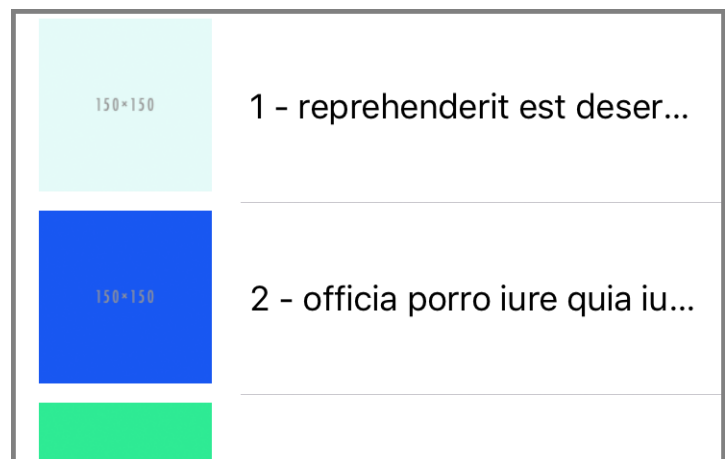 150×150
1 - reprehenderit est deser...
150×150
2 - officia porro iure quia iu...